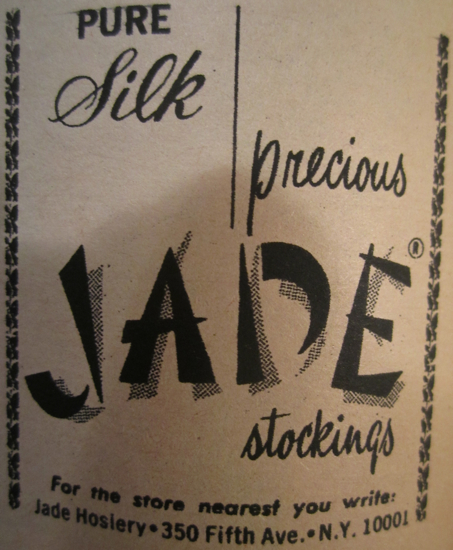 PURE
Silk
precious
JADE®
stockings
For the store nearest you write:
Jade Hosiery•350 Fifth Ave.•N.Y. 10001